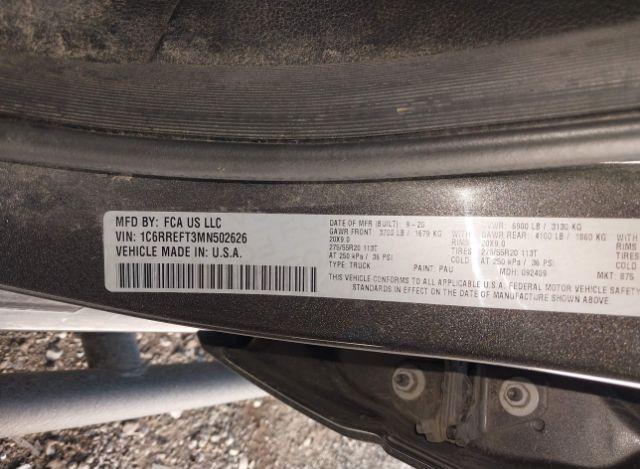 MFD BY: FCA US LLC
VIN: 1C6RREFT3MN502626
VEHICLE MADE IN: U.S.A.
DATE OF MFR (BUILT): 9-20
GAWR FRONT: 3700 LB / 1679 KG
20X9.0
275/55R20 113T
AT 250 kPa / 36 PSI
TYPE: TRUCK PAINT: PAU
VWR: 6900 LB / 3130 KG
GAWR REAR: 4100 LB / 1860 KG
RIMS 20X9.0
TIRES 275/55R20 113T
COLD AT 250 kPa / 36 PSI
MDH: 092409 MKT 875
THIS VEHICLE CONFORMS TO ALL APPLICABLE U.S.A. FEDERAL MOTOR VEHICLE SAFETY
STANDARDS IN EFFECT ON THE DATE OF MANUFACTURE SHOWN ABOVE.